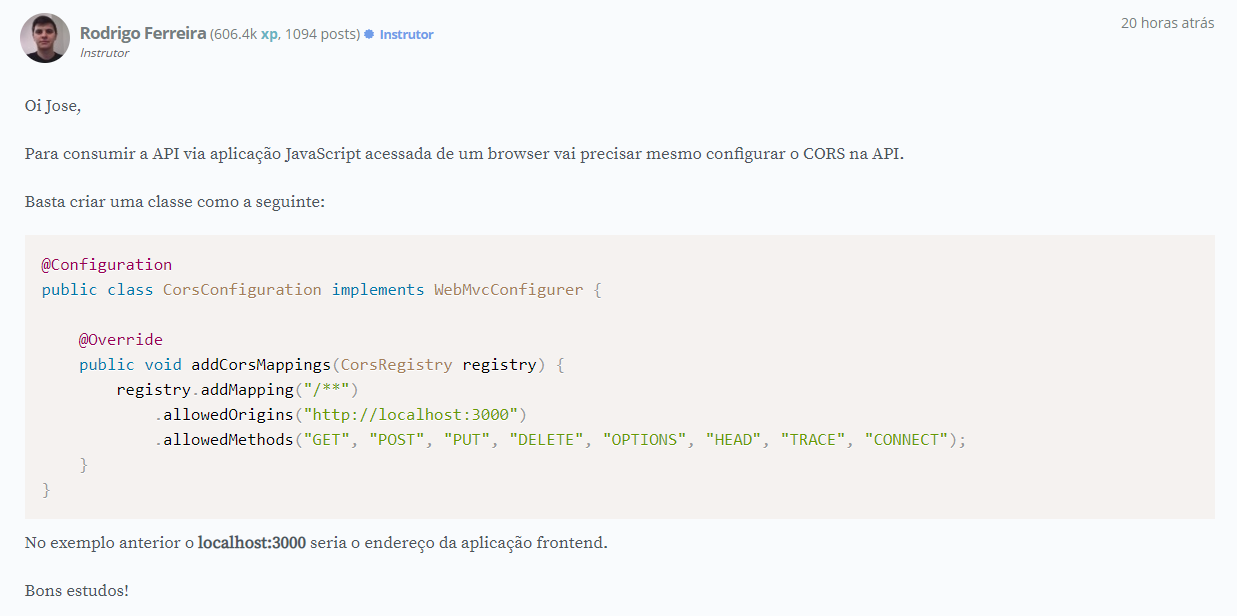 Rodrigo Ferreira (606.4k xp, 1094 posts) Instrutor
20 horas atrás
Instrutor
Oi Jose,
Para consumir a API via aplicação JavaScript acessada de um browser vai precisar mesmo configurar o CORS na API.
Basta criar uma classe como a seguinte:
@Configuration
public class CorsConfiguration implements WebMvcConfigurer {
    @Override
    public void addCorsMappings(CorsRegistry registry) {
        registry.addMapping("/**")
            .allowedOrigins("http://localhost:3000")
            .allowedMethods("GET", "POST", "PUT", "DELETE", "OPTIONS", "HEAD", "TRACE", "CONNECT");
    }
}
No exemplo anterior o localhost:3000 seria o endereço da aplicação frontend.
Bons estudos!